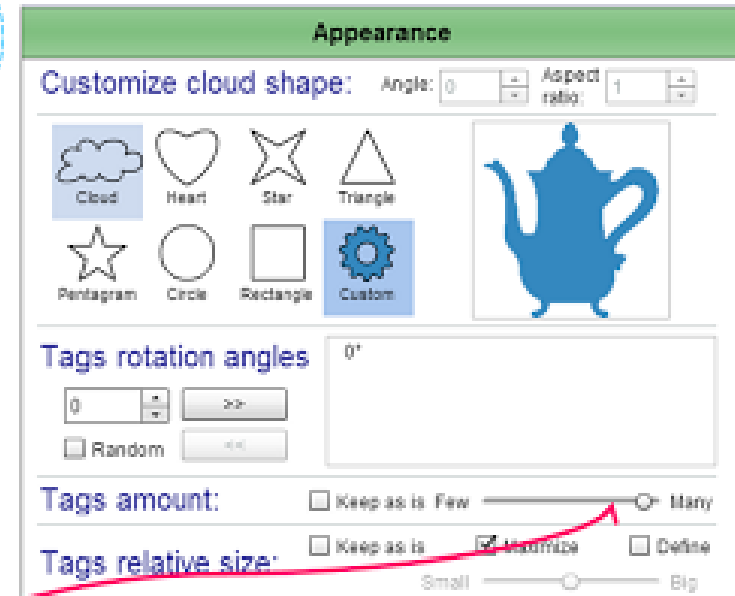 Appearance
Customize cloud shape: Angle: 0 Aspect ratio: 1
Cloud Heart Star Triangle
Pentagram Circle Rectangle Custom
Tags rotation angles 0°
0 >>
Random <<
Tags amount: Keep as is Few Many
Tags relative size: Keep as is Maximize Define
Small Big